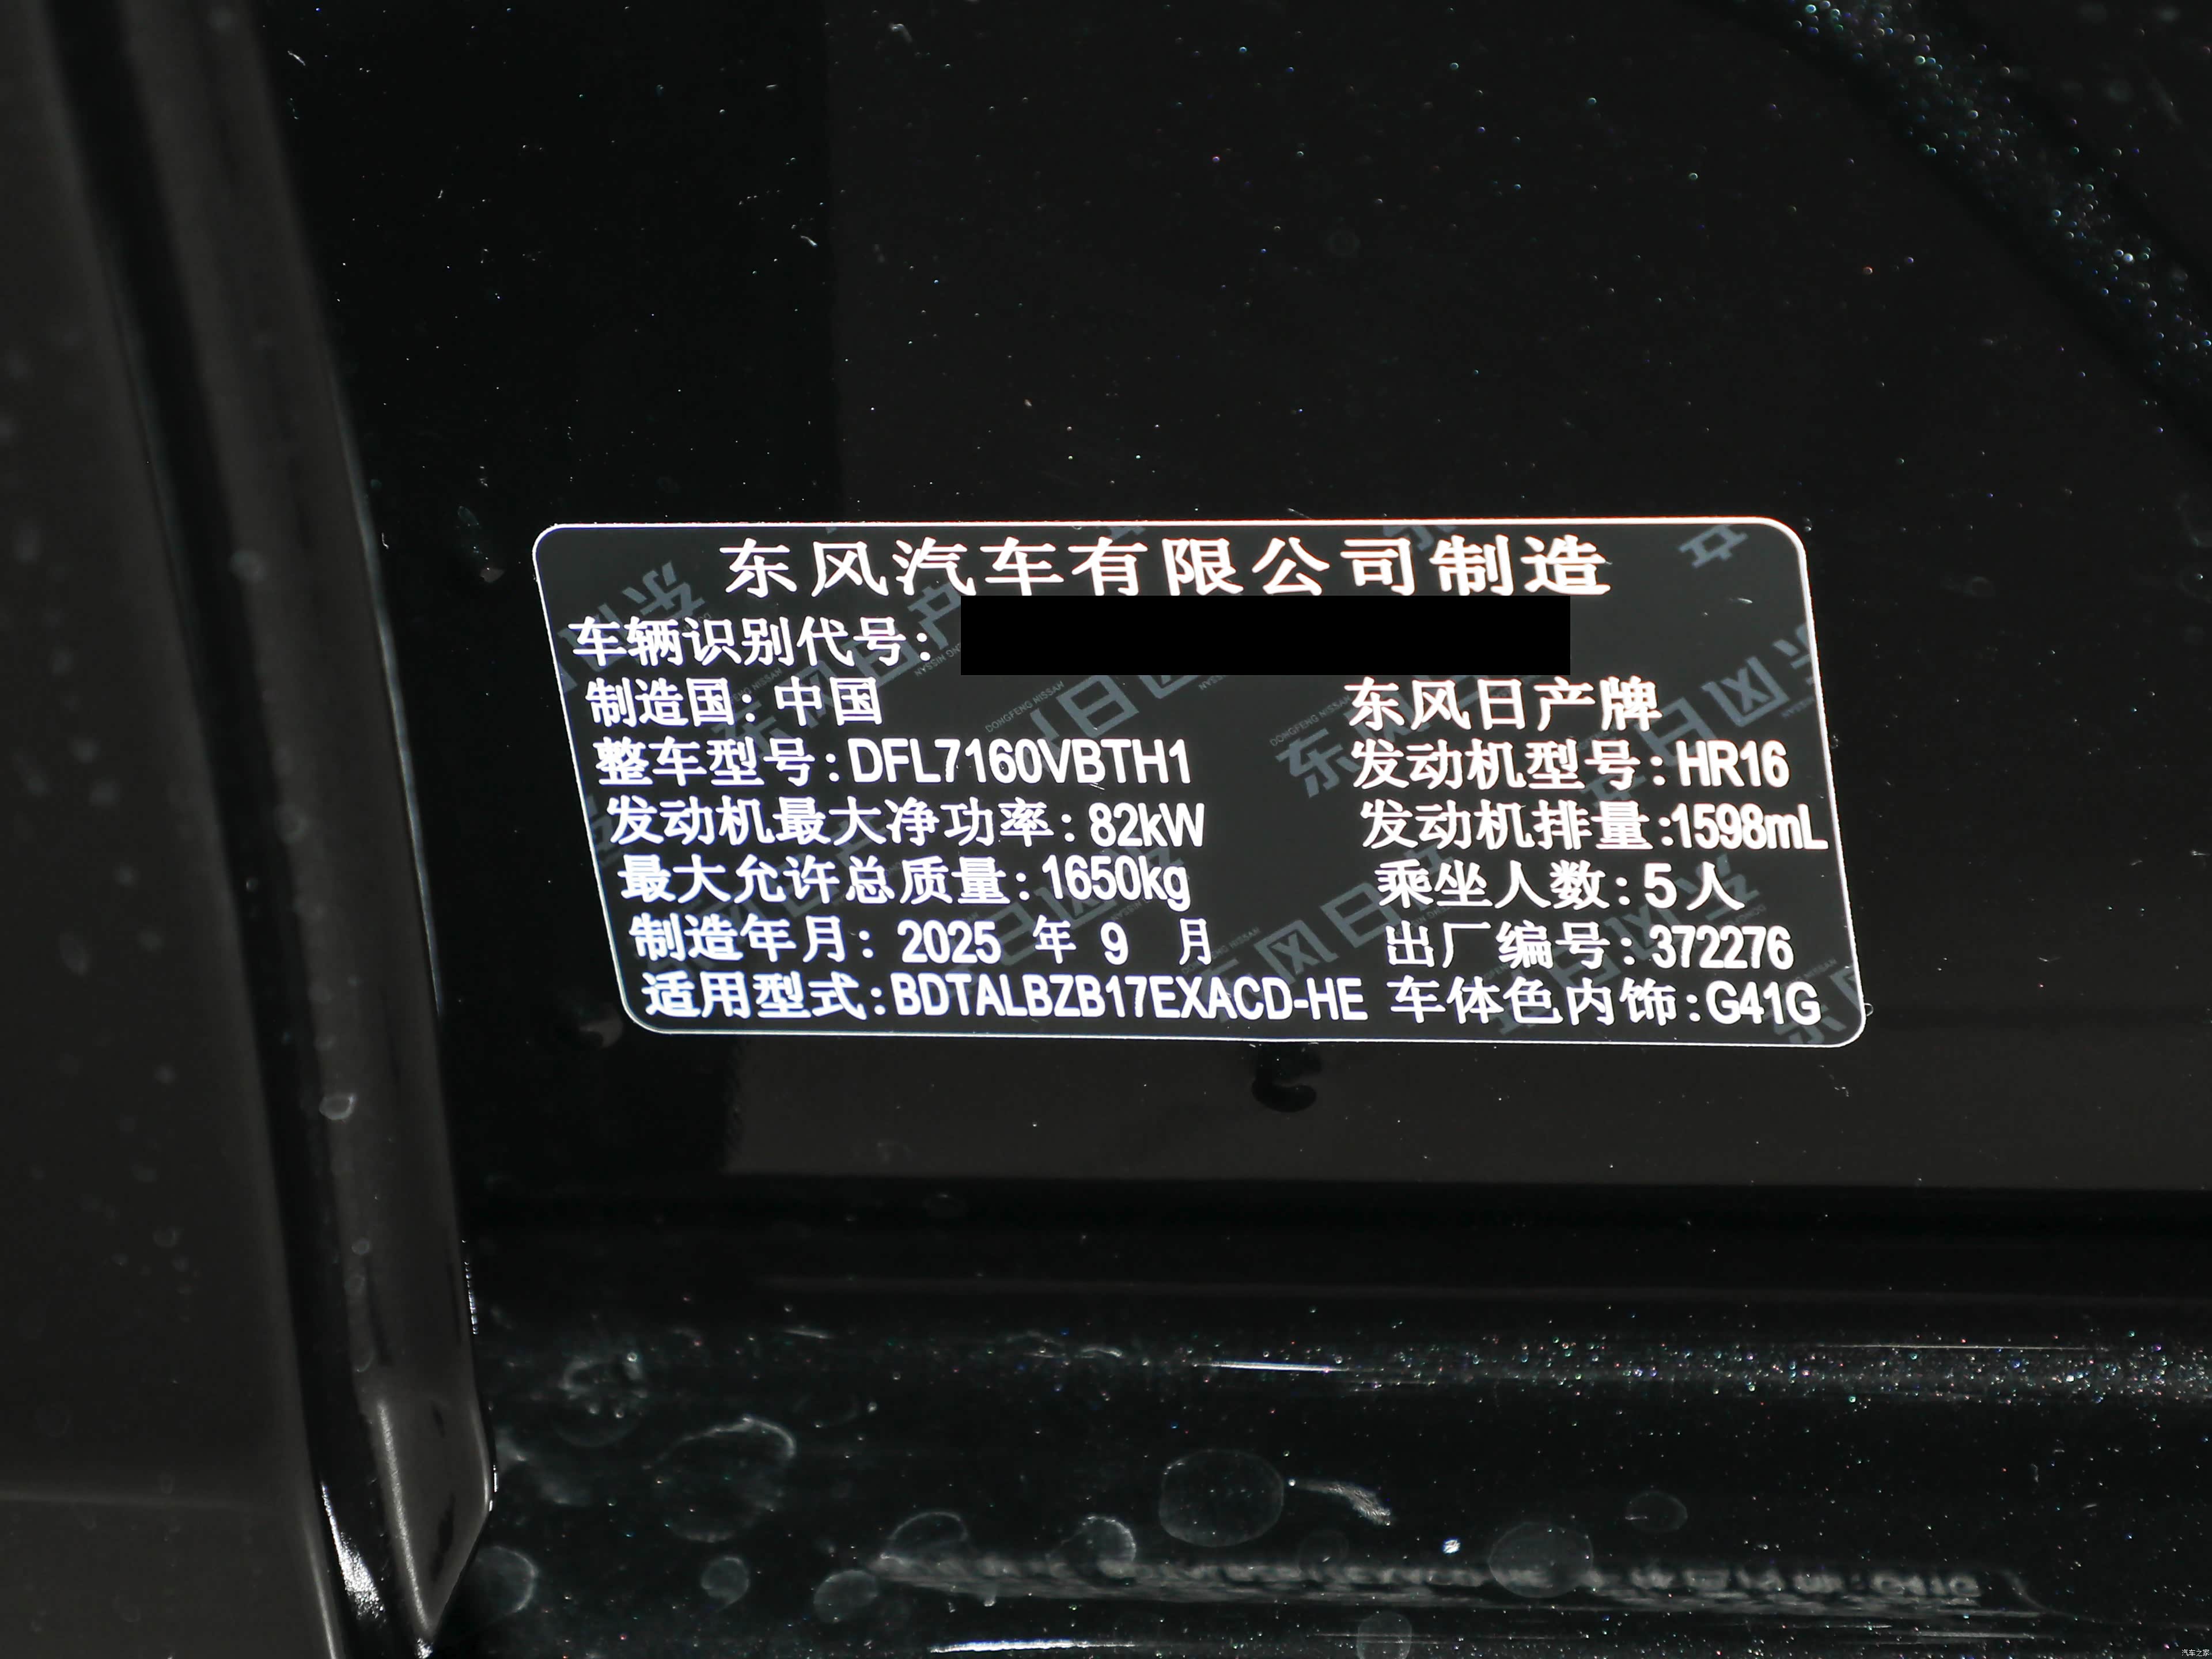 东风汽车有限公司制造
车辆识别代号:
制造国: 中国 东风日产牌
整车型号:DFL7160VBTH1 发动机型号:HR16
发动机最大净功率: 82kW 发动机排量:1598mL
最大允许总质量: 1650kg 乘坐人数: 5 人
制造年月: 2025 年 9 月 出厂编号: 372276
适用型式:BDTALBZB17EXACD-HE 车体色内饰:G41G
汽车之家